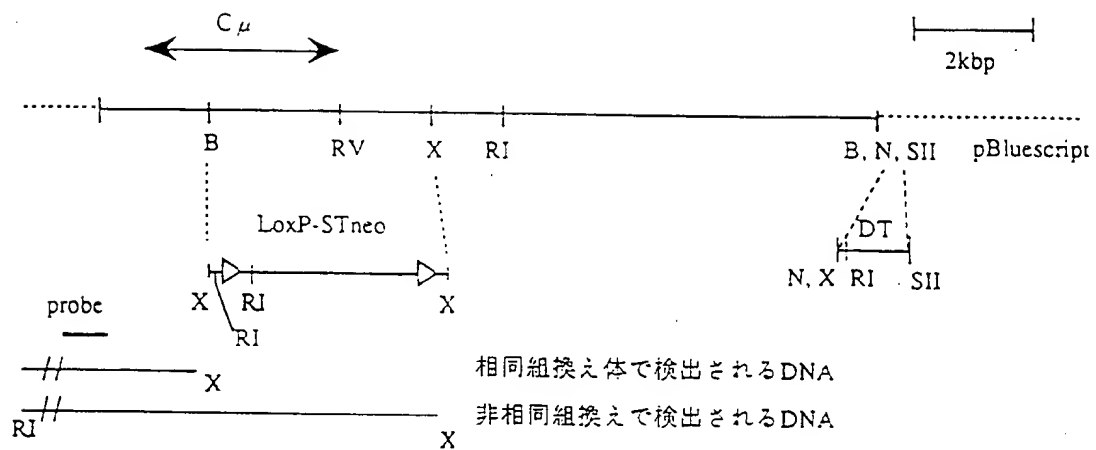 Cμ
2kbp
B RV X RI B, N, SII pBluescript
LoxP-STneo DT
X RI X N, X RI SII
RI
probe
X 相同組換え体で検出されるDNA
RI X 非相同組換えで検出されるDNA